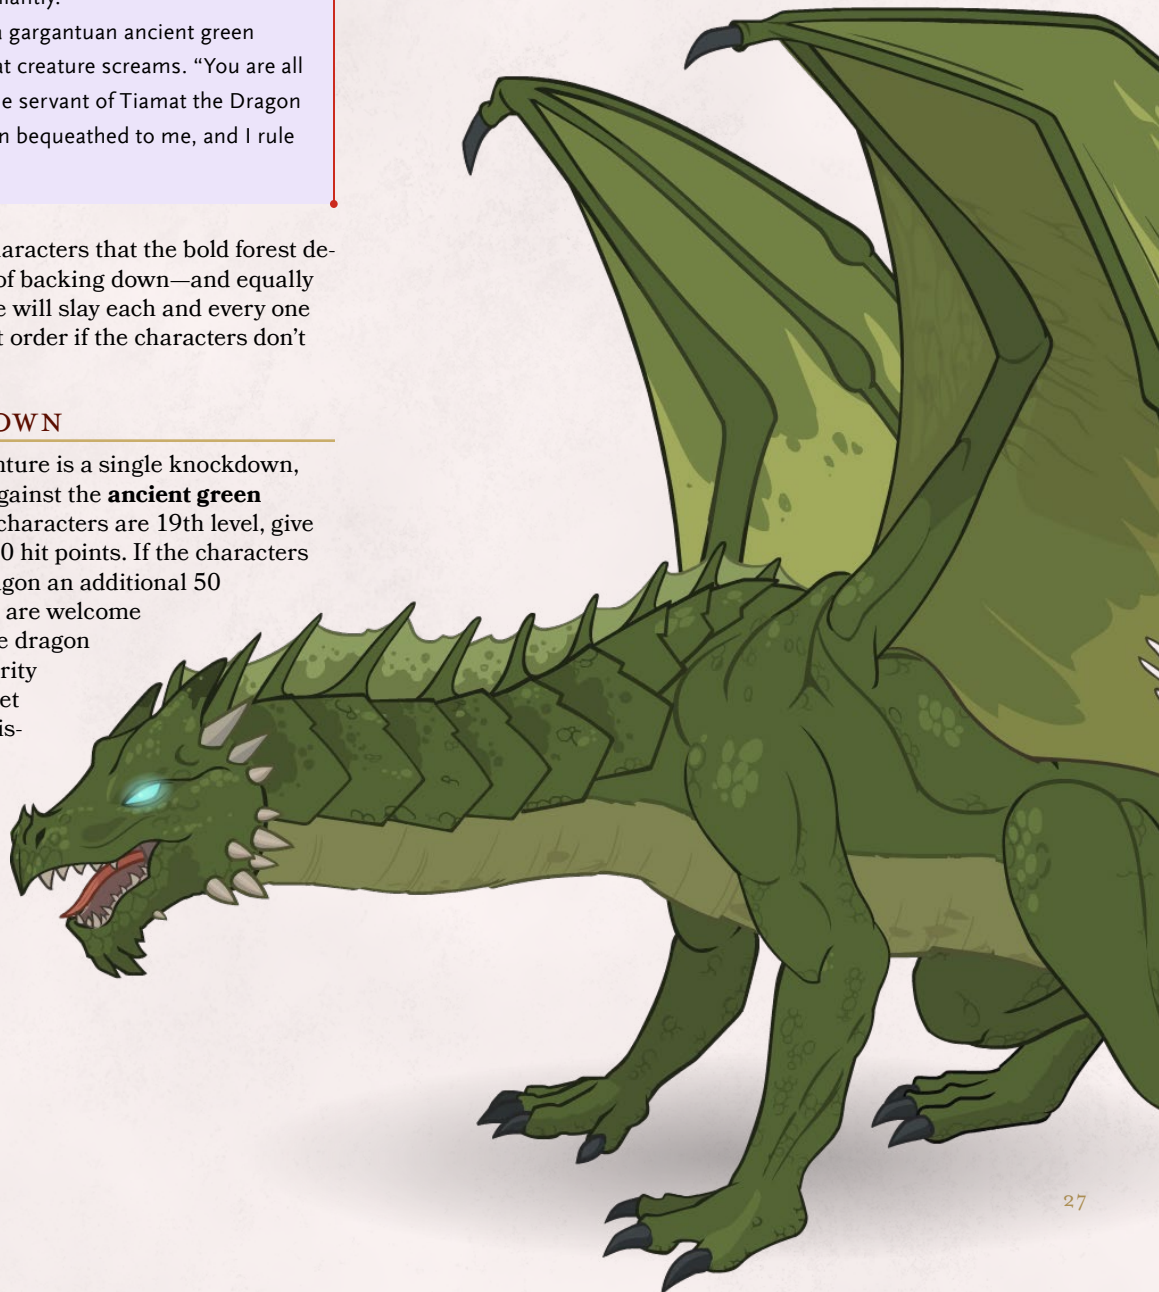 a gargantuan ancient green
at creature screams. “You are all
e servant of Tiamat the Dragon
n bequeathed to me, and I rule
aracters that the bold forest de-
of backing down—and equally
e will slay each and every one
t order if the characters don’t
OWN
nture is a single knockdown,
against the ancient green
characters are 19th level, give
0 hit points. If the characters
agon an additional 50
are welcome
e dragon
rity
et
is-
27